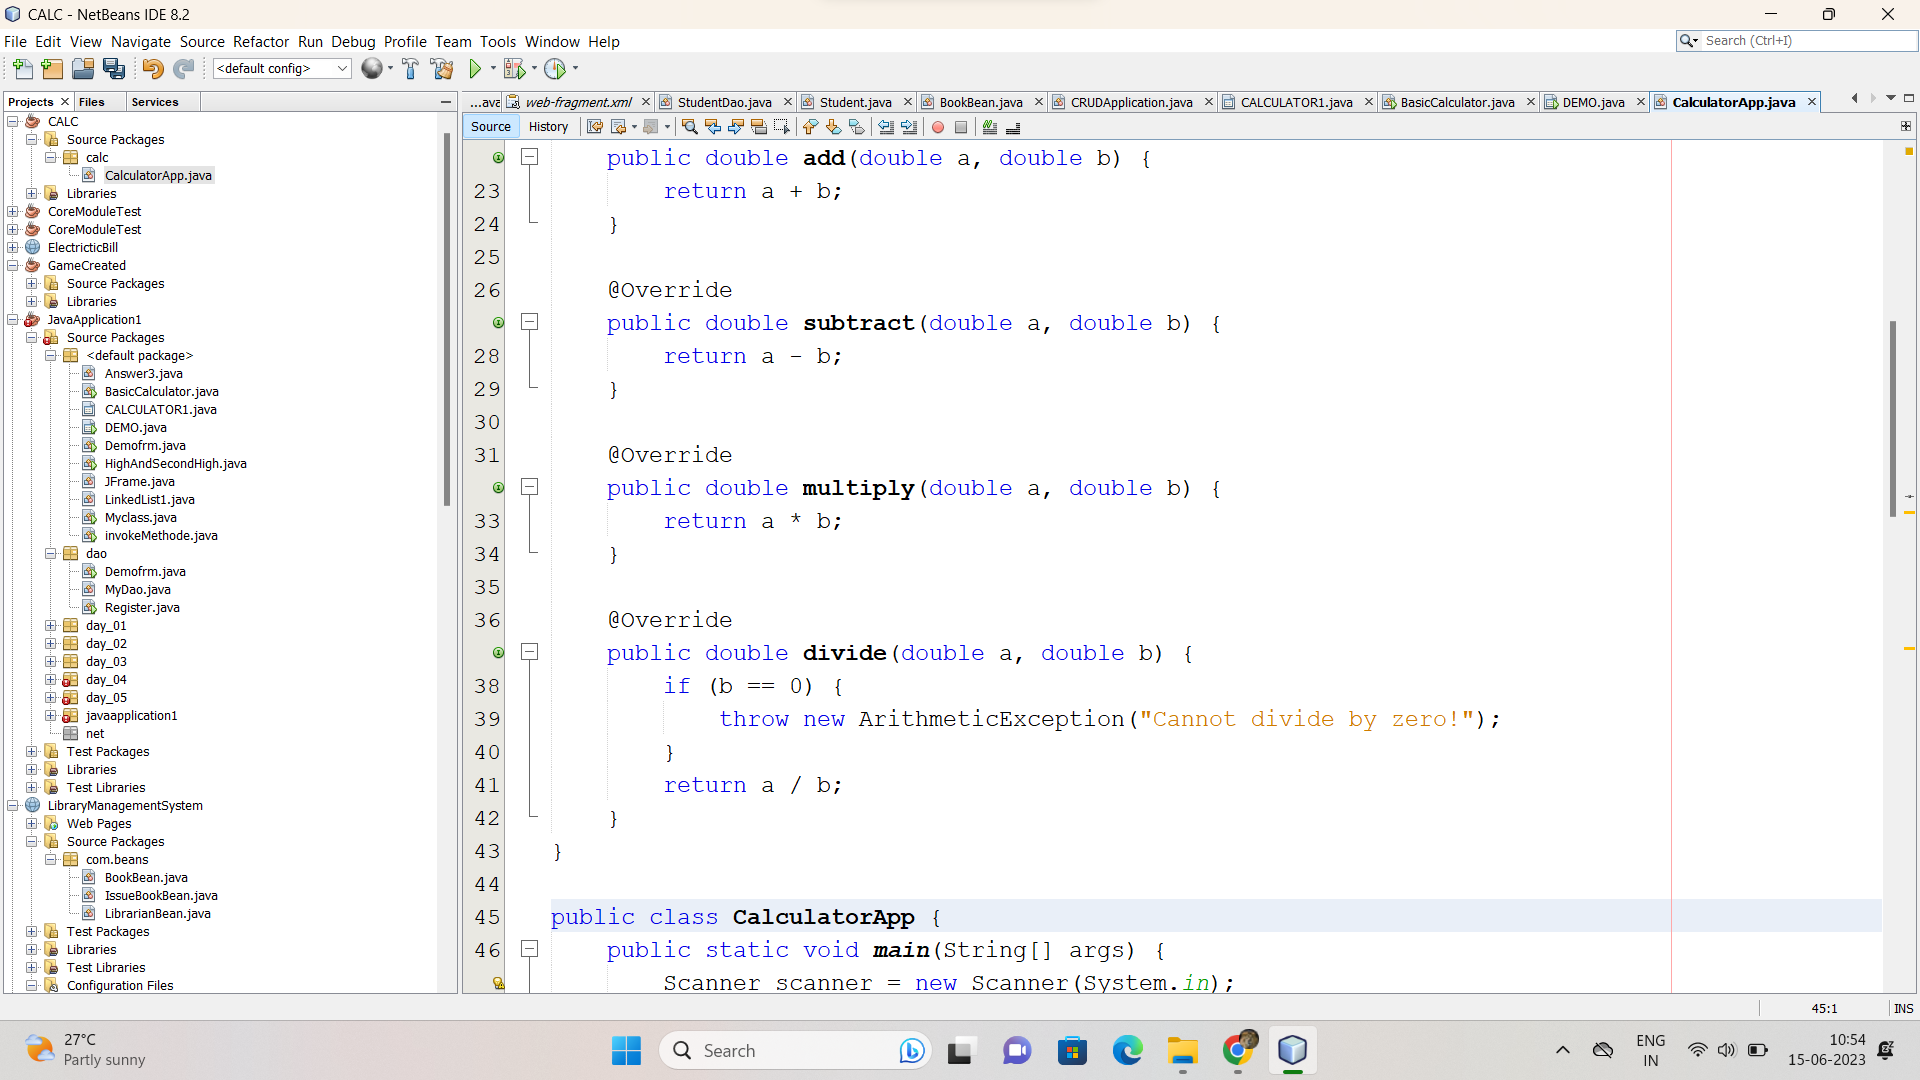 CALC - NetBeans IDE 8.2
File Edit View Navigate Source Refactor Run Debug Profile Team Tools Window Help
Search (Ctrl+I)
<default config>
Projects Files Services
...ava web-fragment.xml StudentDao.java Student.java BookBean.java CRUDApplication.java CALCULATOR1.java BasicCalculator.java DEMO.java CalculatorApp.java
Source History
CALC
Source Packages
calc
CalculatorApp.java
Libraries
CoreModuleTest
CoreModuleTest
ElectricticBill
GameCreated
Source Packages
Libraries
JavaApplication1
Source Packages
<default package>
Answer3.java
BasicCalculator.java
CALCULATOR1.java
DEMO.java
Demofrm.java
HighAndSecondHigh.java
JFrame.java
LinkedList1.java
Myclass.java
invokeMethode.java
dao
Demofrm.java
MyDao.java
Register.java
day_01
day_02
day_03
day_04
day_05
javaapplication1
net
Test Packages
Libraries
Test Libraries
LibraryManagementSystem
Web Pages
Source Packages
com.beans
BookBean.java
IssueBookBean.java
LibrarianBean.java
Test Packages
Libraries
Test Libraries
Configuration Files
public double add(double a, double b) {
23 return a + b;
24 }
25
26 @Override
public double subtract(double a, double b) {
28 return a - b;
29 }
30
31 @Override
public double multiply(double a, double b) {
33 return a * b;
34 }
35
36 @Override
public double divide(double a, double b) {
38 if (b == 0) {
39 throw new ArithmeticException("Cannot divide by zero!");
40 }
41 return a / b;
42 }
43 }
44
45 public class CalculatorApp {
46 public static void main(String[] args) {
Scanner scanner = new Scanner(System.in);
45:1 INS
27°C
Partly sunny
Search
ENG
IN
10:54
15-06-2023